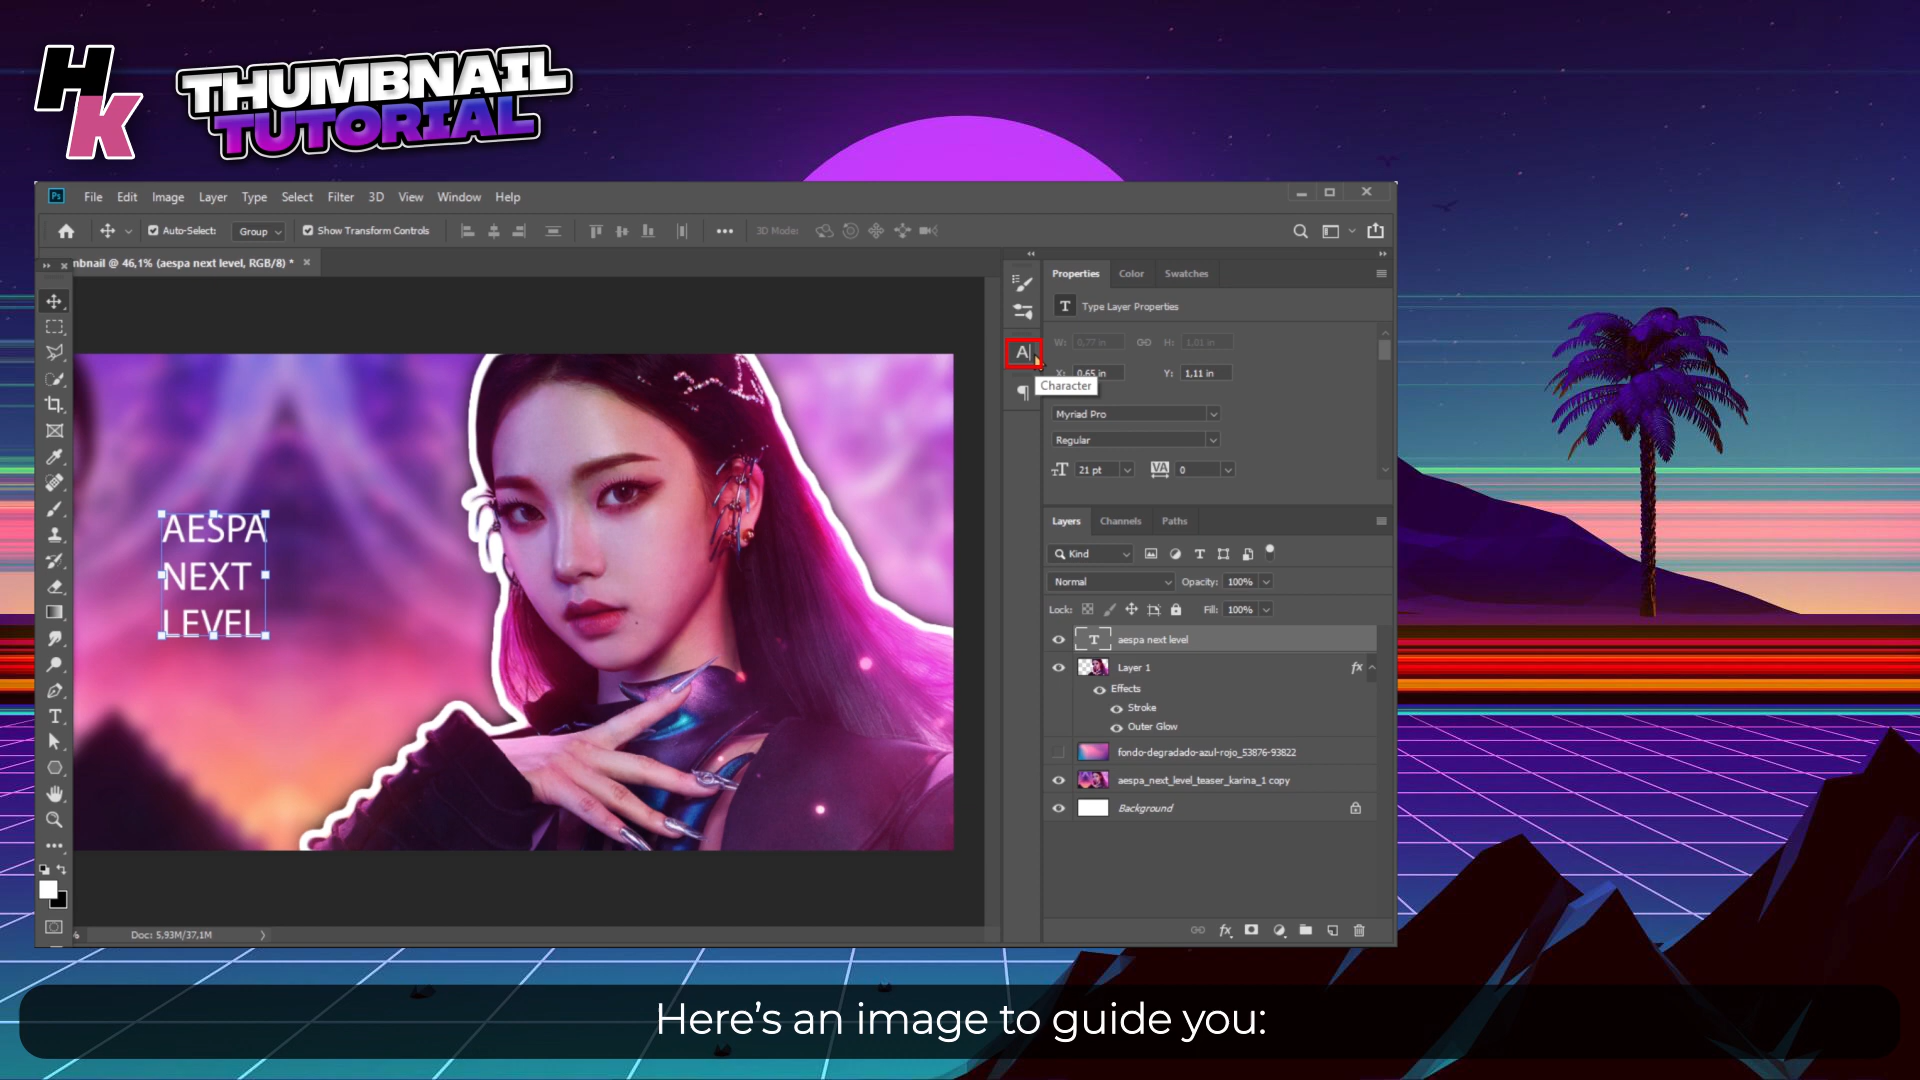 HK
THUMBNAIL
TUTORIAL
Ps File Edit Image Layer Type Select Filter 3D View Window Help
Auto-Select: Group Show Transform Controls 3D Mode:
nbnail @ 46,1% (aespa next level, RGB/8) * ×
Properties Color Swatches
T Type Layer Properties
W: 0,77 in H: 1,01 in
X: 0,65 in Y: 1,11 in
A
Character
Myriad Pro
Regular
21 pt VA 0
AESPA
NEXT
LEVEL
Layers Channels Paths
Kind
Normal Opacity: 100%
Lock: Fill: 100%
T aespa next level
Layer 1 fx
Effects
Stroke
Outer Glow
fondo-degradado-azul-rojo_53876-93822
aespa_next_level_teaser_karina_1 copy
Background
% Doc: 5,93M/37,1M
fx
Here's an image to guide you: